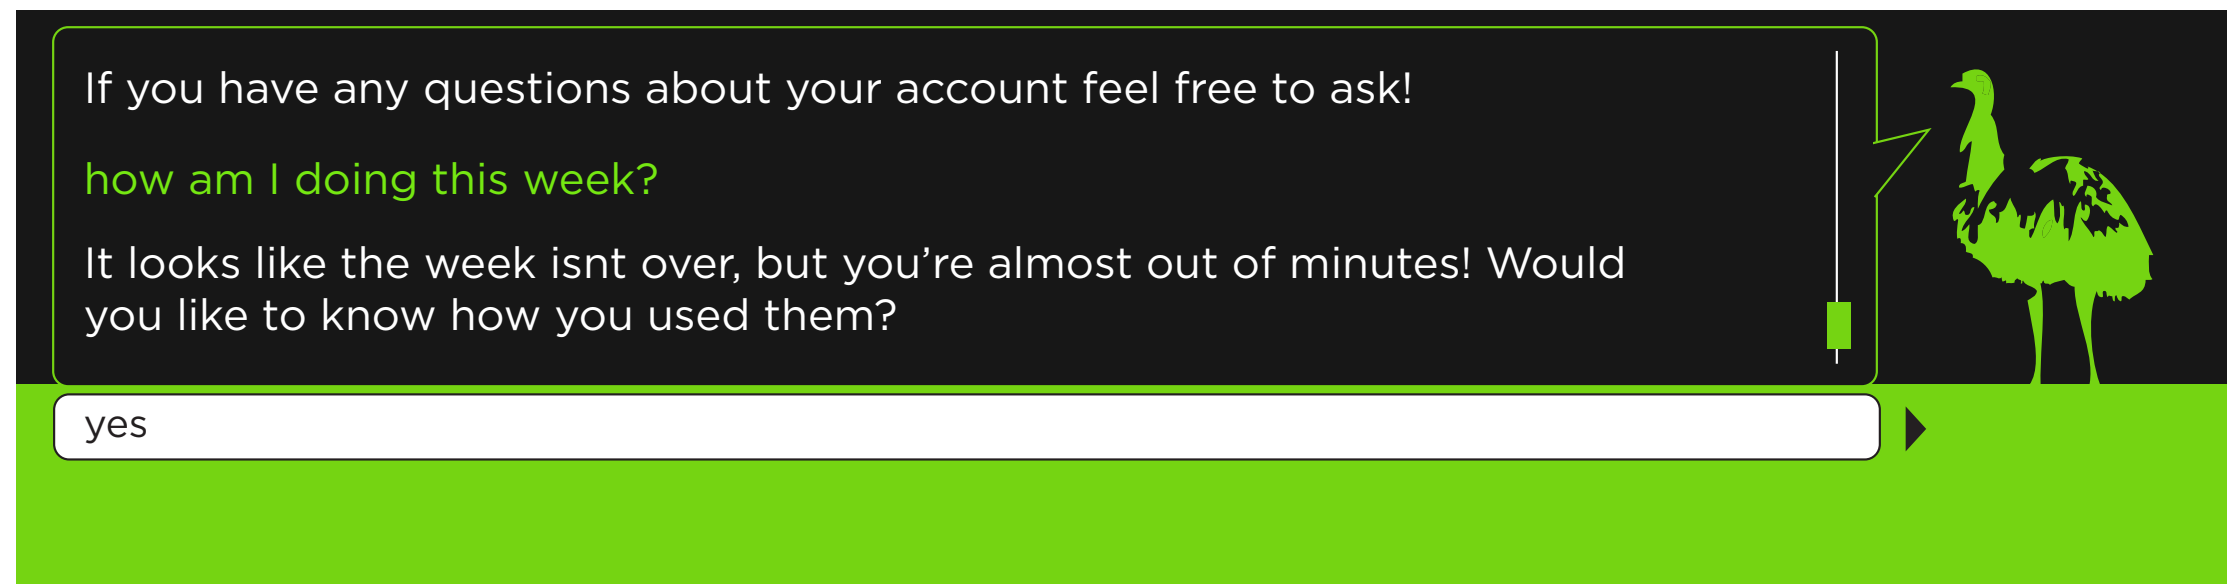 If you have any questions about your account feel free to ask!
how am I doing this week?
It looks like the week isnt over, but you’re almost out of minutes! Would
you like to know how you used them?
yes